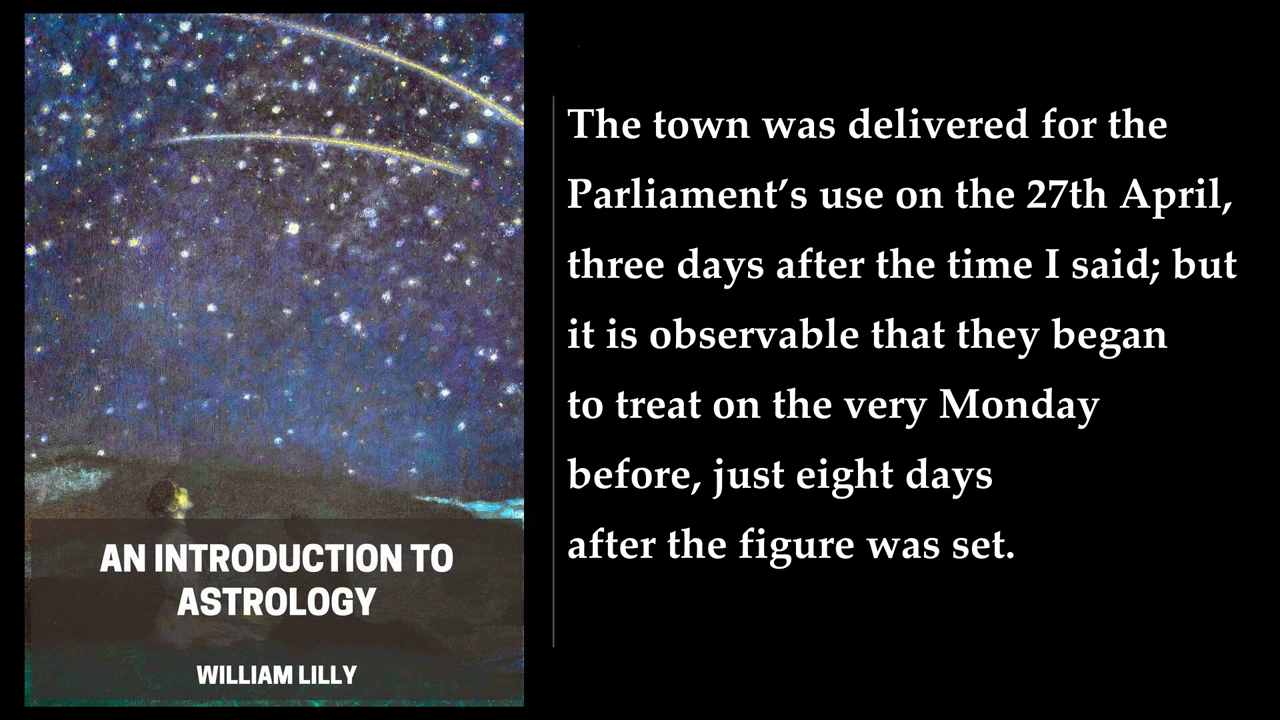 AN INTRODUCTION TO
ASTROLOGY
WILLIAM LILLY
The town was delivered for the
Parliament’s use on the 27th April,
three days after the time I said; but
it is observable that they began
to treat on the very Monday
before, just eight days
after the figure was set.